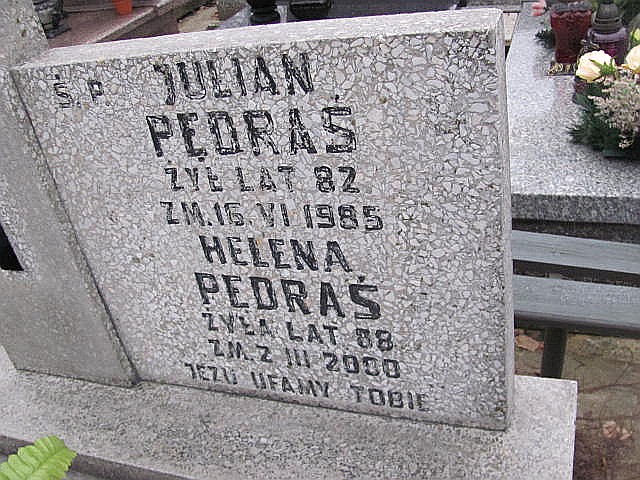 Ś. P. JULIAN
PĘDRAŚ
ŻYŁ LAT 82
ZM. 16 VI 1985
HELENA
PĘDRAŚ
ŻYŁA LAT 88
ZM. 2 III 2000
JEZU UFAMY TOBIE